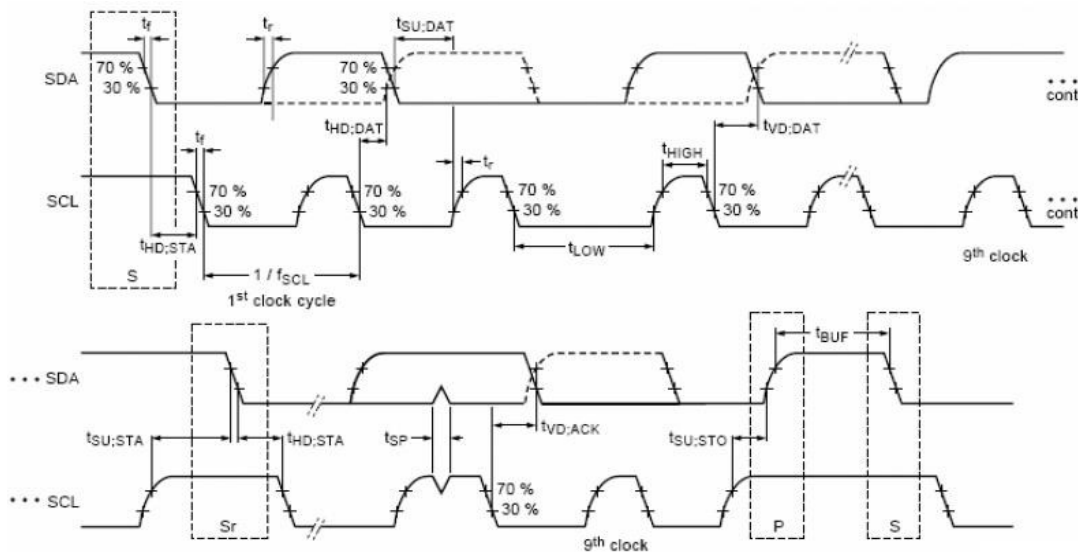 tf tr tSU;DAT
SDA 70 % 70 %
30 % 30 %
••• cont
tHD;DAT tVD;DAT
tf tr tHIGH
SCL 70 % 70 % 70 %
30 % 30 % 30 %
••• cont
tHD;STA tLOW
S 1 / fSCL 9th clock
1st clock cycle
tBUF
••• SDA
tSU;STA tHD;STA tSP tVD;ACK tSU;STO
••• SCL 70 %
30 %
Sr P S
9th clock